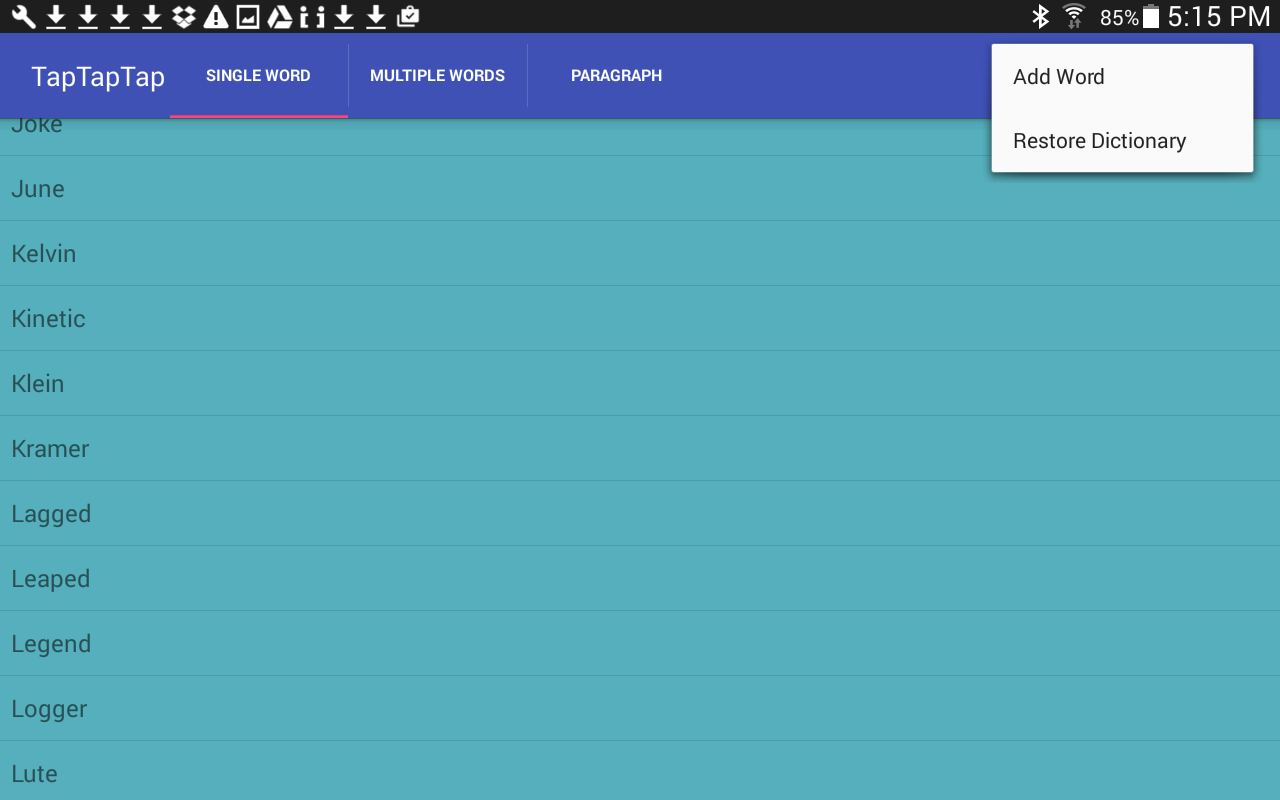 85% 5:15 PM
TapTapTap SINGLE WORD MULTIPLE WORDS PARAGRAPH
Add Word
Restore Dictionary
Joke
June
Kelvin
Kinetic
Klein
Kramer
Lagged
Leaped
Legend
Logger
Lute